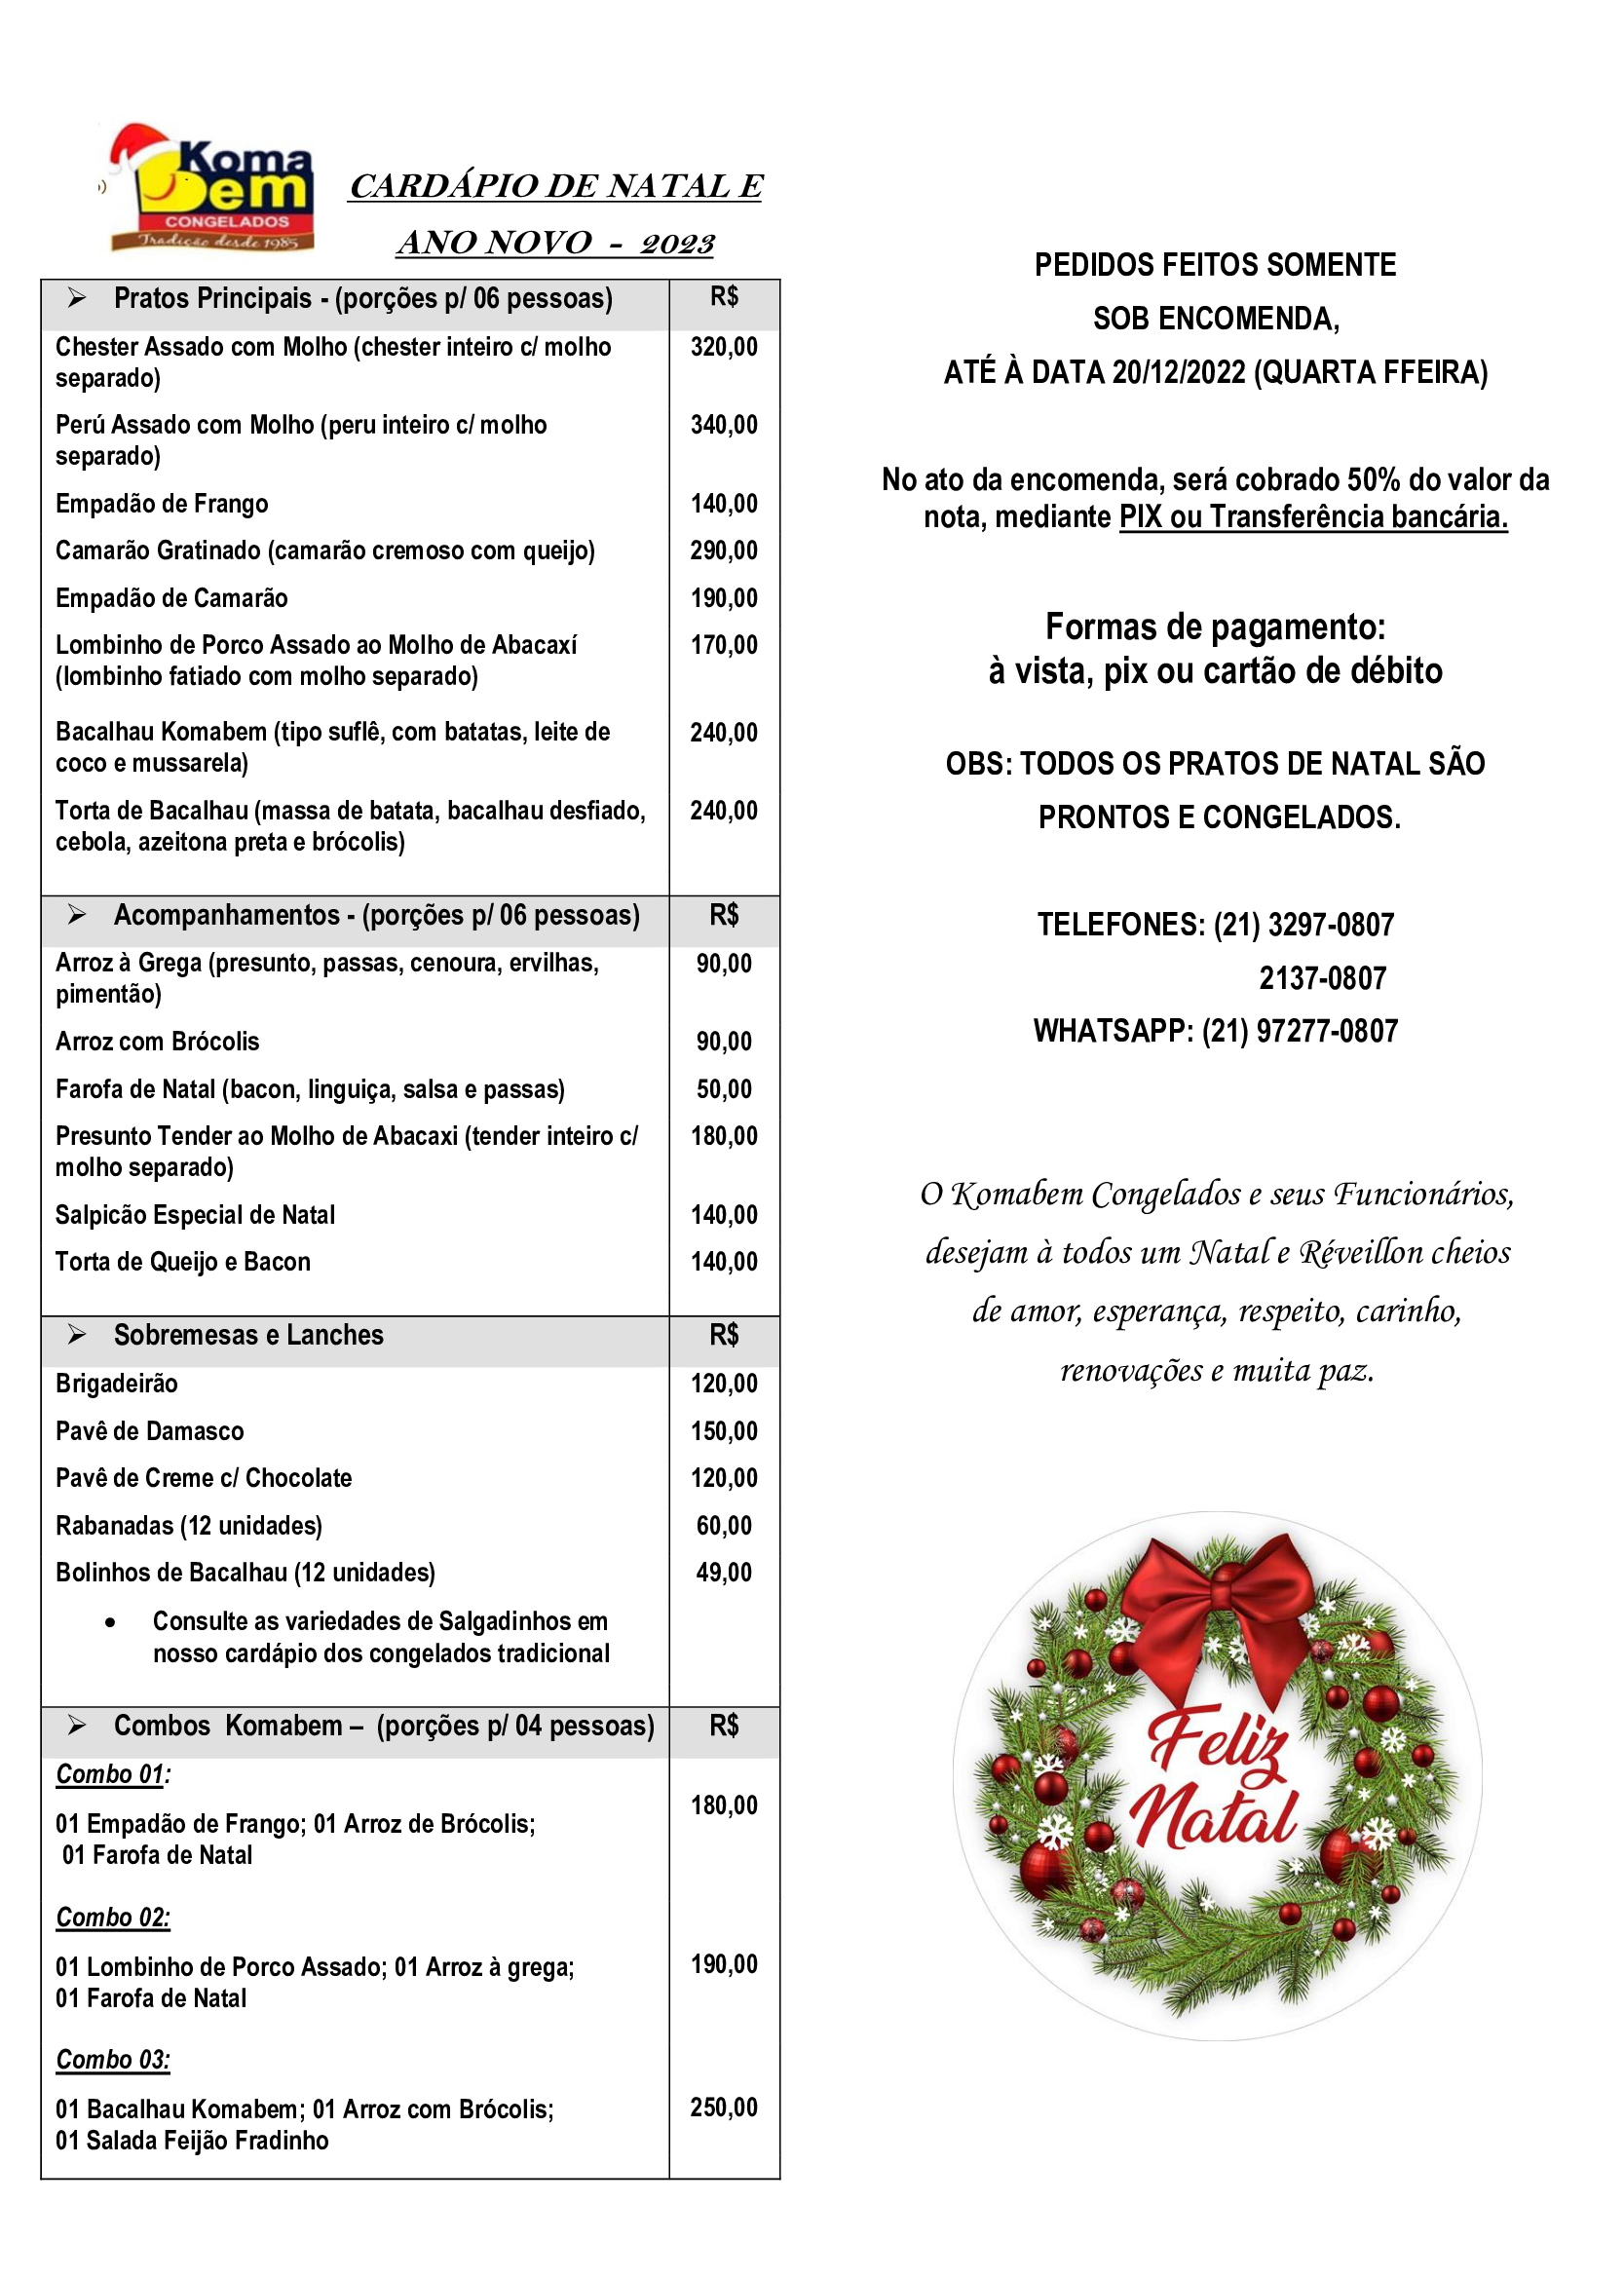 Koma
Bem
CONGELADOS
Tradição desde 1985
CARDÁPIO DE NATAL E
ANO NOVO - 2023
Pratos Principais - (porções p/ 06 pessoas) R$
Chester Assado com Molho (chester inteiro c/ molho 320,00
separado)
Perú Assado com Molho (peru inteiro c/ molho 340,00
separado)
Empadão de Frango 140,00
Camarão Gratinado (camarão cremoso com queijo) 290,00
Empadão de Camarão 190,00
Lombinho de Porco Assado ao Molho de Abacaxí 170,00
(lombinho fatiado com molho separado)
Bacalhau Komabem (tipo suflê, com batatas, leite de 240,00
coco e mussarela)
Torta de Bacalhau (massa de batata, bacalhau desfiado, 240,00
cebola, azeitona preta e brócolis)
Acompanhamentos - (porções p/ 06 pessoas) R$
Arroz à Grega (presunto, passas, cenoura, ervilhas, 90,00
pimentão)
Arroz com Brócolis 90,00
Farofa de Natal (bacon, linguiça, salsa e passas) 50,00
Presunto Tender ao Molho de Abacaxi (tender inteiro c/ 180,00
molho separado)
Salpicão Especial de Natal 140,00
Torta de Queijo e Bacon 140,00
Sobremesas e Lanches R$
Brigadeirão 120,00
Pavê de Damasco 150,00
Pavê de Creme c/ Chocolate 120,00
Rabanadas (12 unidades) 60,00
Bolinhos de Bacalhau (12 unidades) 49,00
• Consulte as variedades de Salgadinhos em
nosso cardápio dos congelados tradicional
Combos Komabem – (porções p/ 04 pessoas) R$
Combo 01:
180,00
01 Empadão de Frango; 01 Arroz de Brócolis;
01 Farofa de Natal
Combo 02:
01 Lombinho de Porco Assado; 01 Arroz à grega; 190,00
01 Farofa de Natal
Combo 03:
01 Bacalhau Komabem; 01 Arroz com Brócolis; 250,00
01 Salada Feijão Fradinho
PEDIDOS FEITOS SOMENTE
SOB ENCOMENDA,
ATÉ À DATA 20/12/2022 (QUARTA FFEIRA)
No ato da encomenda, será cobrado 50% do valor da
nota, mediante PIX ou Transferência bancária.
Formas de pagamento:
à vista, pix ou cartão de débito
OBS: TODOS OS PRATOS DE NATAL SÃO
PRONTOS E CONGELADOS.
TELEFONES: (21) 3297-0807
2137-0807
WHATSAPP: (21) 97277-0807
O Komabem Congelados e seus Funcionários,
desejam à todos um Natal e Réveillon cheios
de amor, esperança, respeito, carinho,
renovações e muita paz.
Feliz
Natal